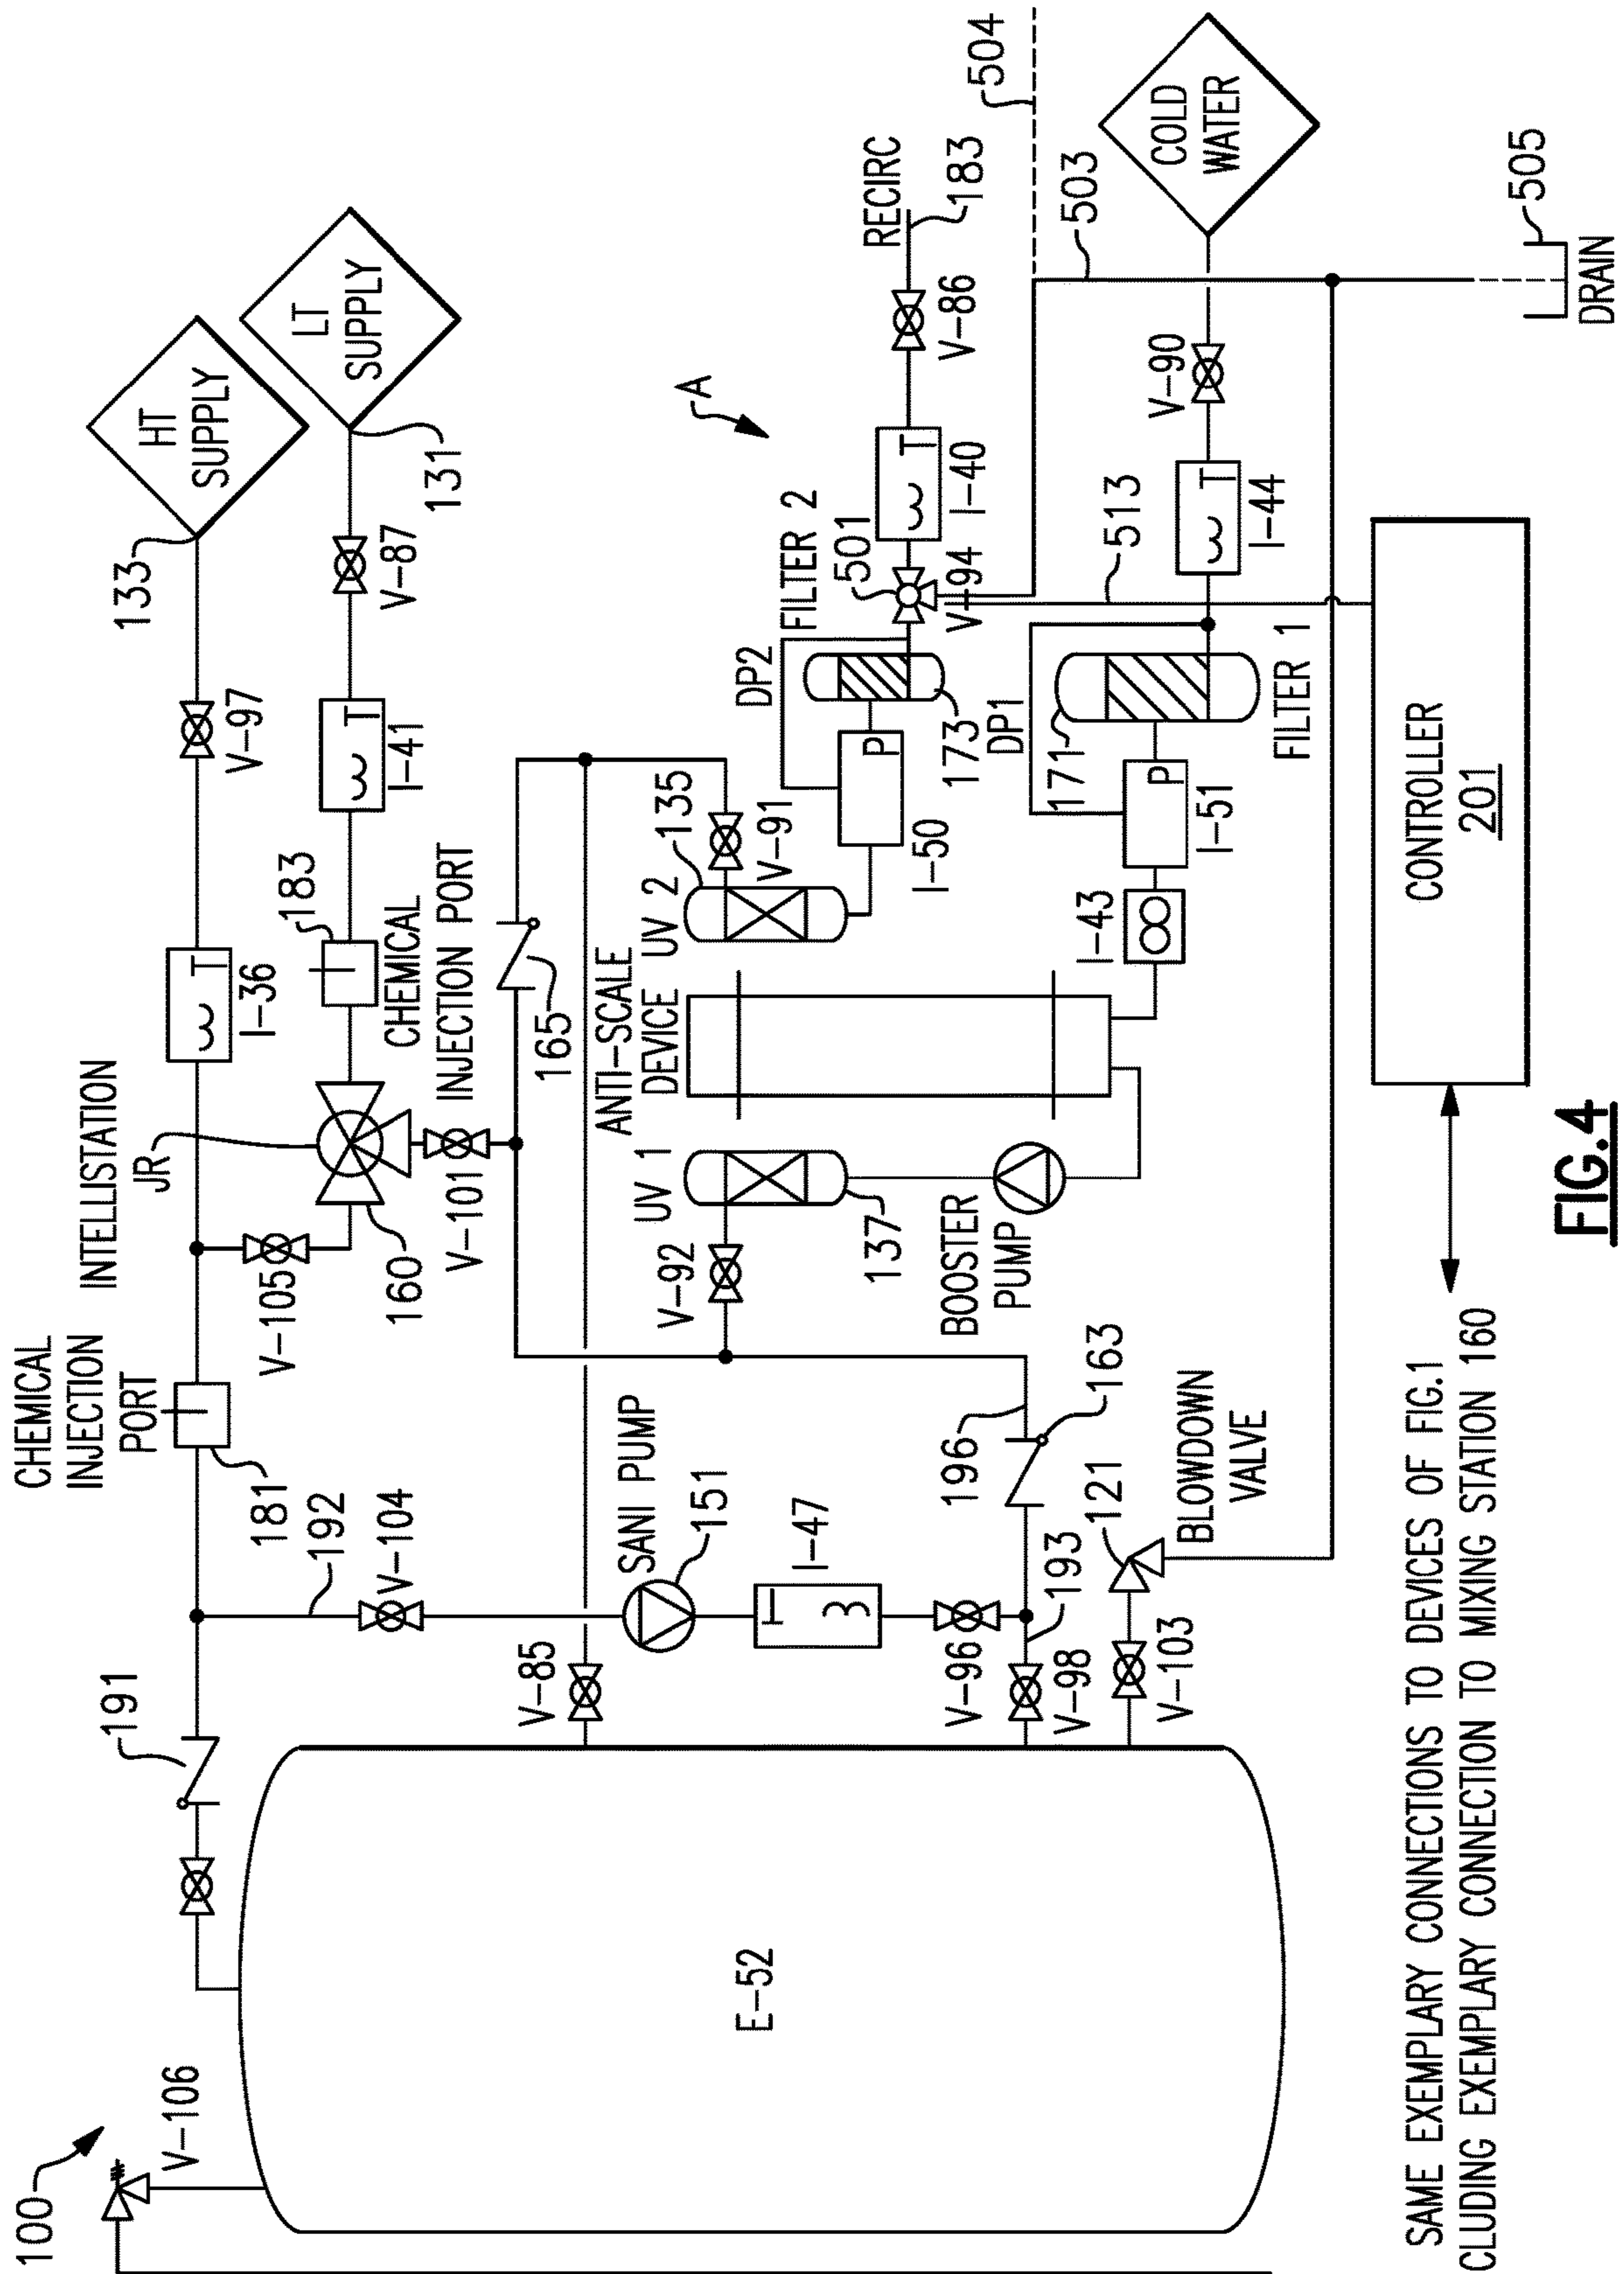 100
V-106
191
CHEMICAL
INJECTION
PORT
181
192
V-104
V-105
INTELLISTATION
JR
160
V-101
T
I-36
V-97
133
HT
SUPPLY
183
CHEMICAL
INJECTION PORT
T
I-41
V-87
131
LT
SUPPLY
165
ANTI-SCALE
DEVICE
UV 1
137
V-92
BOOSTER
PUMP
UV 2
135
V-91
DP2
P
I-50
173
FILTER 2
501
V-94
T
I-40
V-86
RECIRC
183
A
504
503
COLD
WATER
V-90
T
I-44
513
DP1
171
FILTER 1
P
I-51
I-43
505
DRAIN
E-52
V-85
SANI PUMP
151
T
I-47
V-96
V-98
193
196
163
121
V-103
BLOWDOWN
VALVE
CONTROLLER
201
SAME EXEMPLARY CONNECTIONS TO DEVICES OF FIG.1
CLUDING EXEMPLARY CONNECTION TO MIXING STATION 160
FIG.4